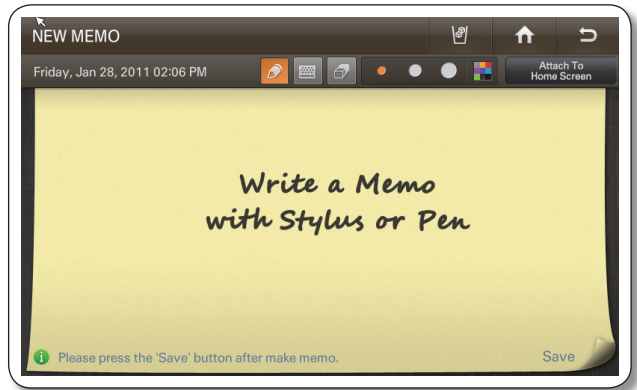 NEW MEMO
Friday, Jan 28, 2011 02:06 PM
Attach To
Home Screen
Write a Memo
with Stylus or Pen
Please press the 'Save' button after make memo.
Save